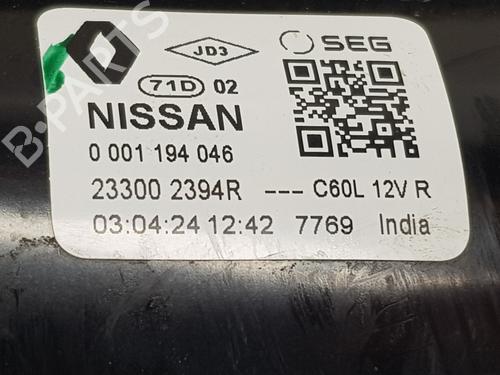 JD3
SEG
71D 02
NISSAN
0 001 194 046
23300 2394R --- C60L 12V R
03:04:24 12:42 7769 India
B-PARTS